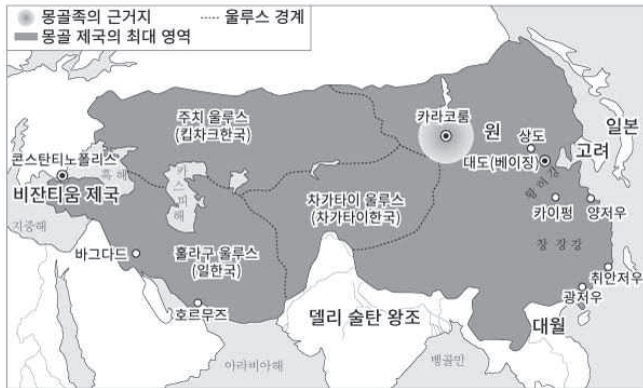 몽골족의 근거지
울루스 경계
몽골 제국의 최대 영역
주치 울루스
(킵차크한국)
카라코룸
원
상도
대도(베이징)
고려
일본
콘스탄티노폴리스
흑해
비잔티움 제국
카스피해
지중해
차가타이 울루스
(차가타이한국)
황허강
카이펑
양저우
바그다드
훌라구 울루스
(일한국)
장 장 강
취안저우
광저우
호르무즈
델리 술탄 왕조
대월
아라비아해
벵골만